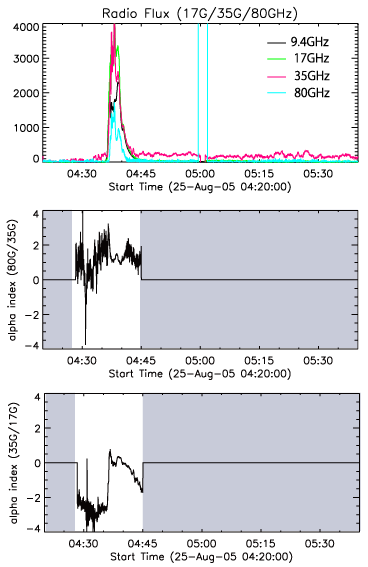 Radio Flux (17G/35G/80GHz)
4000
3000
2000
1000
0
9.4GHz
17GHz
35GHz
80GHz
04:30 04:45 05:00 05:15 05:30
Start Time (25-Aug-05 04:20:00)
alpha index (80G/35G)
4
2
0
−2
−4
04:30 04:45 05:00 05:15 05:30
Start Time (25-Aug-05 04:20:00)
alpha index (35G/17G)
4
2
0
−2
−4
04:30 04:45 05:00 05:15 05:30
Start Time (25-Aug-05 04:20:00)